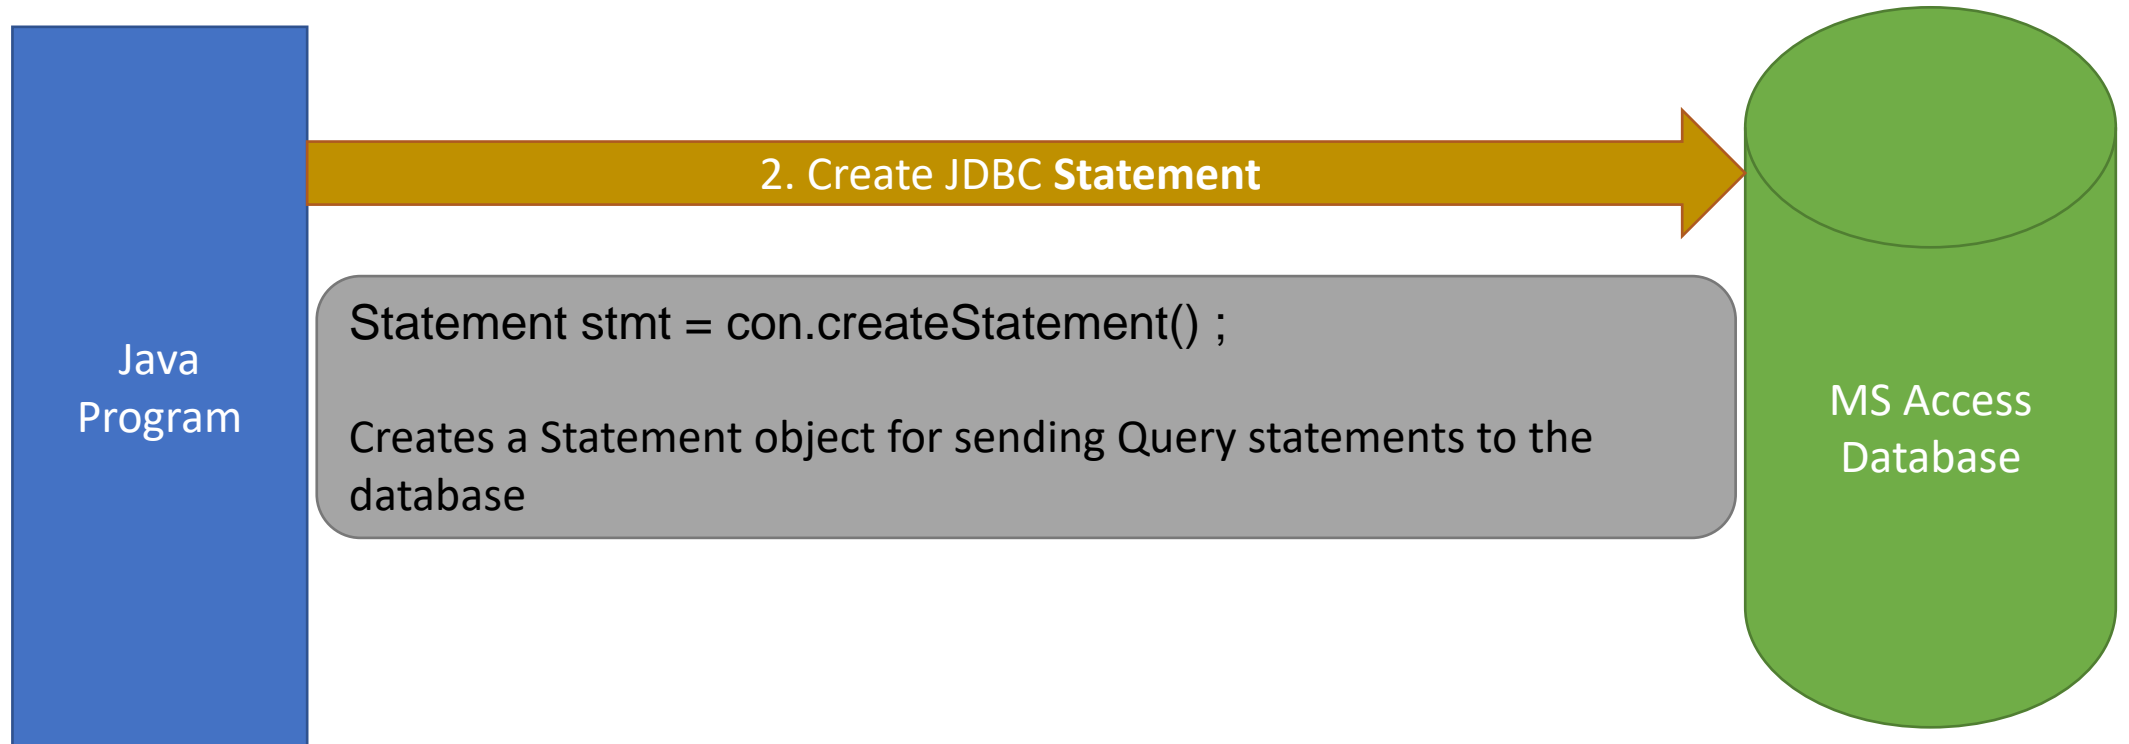 2. Create JDBC Statement
Statement stmt = con.createStatement() ;
Creates a Statement object for sending Query statements to the
database
Java
Program
MS Access
Database